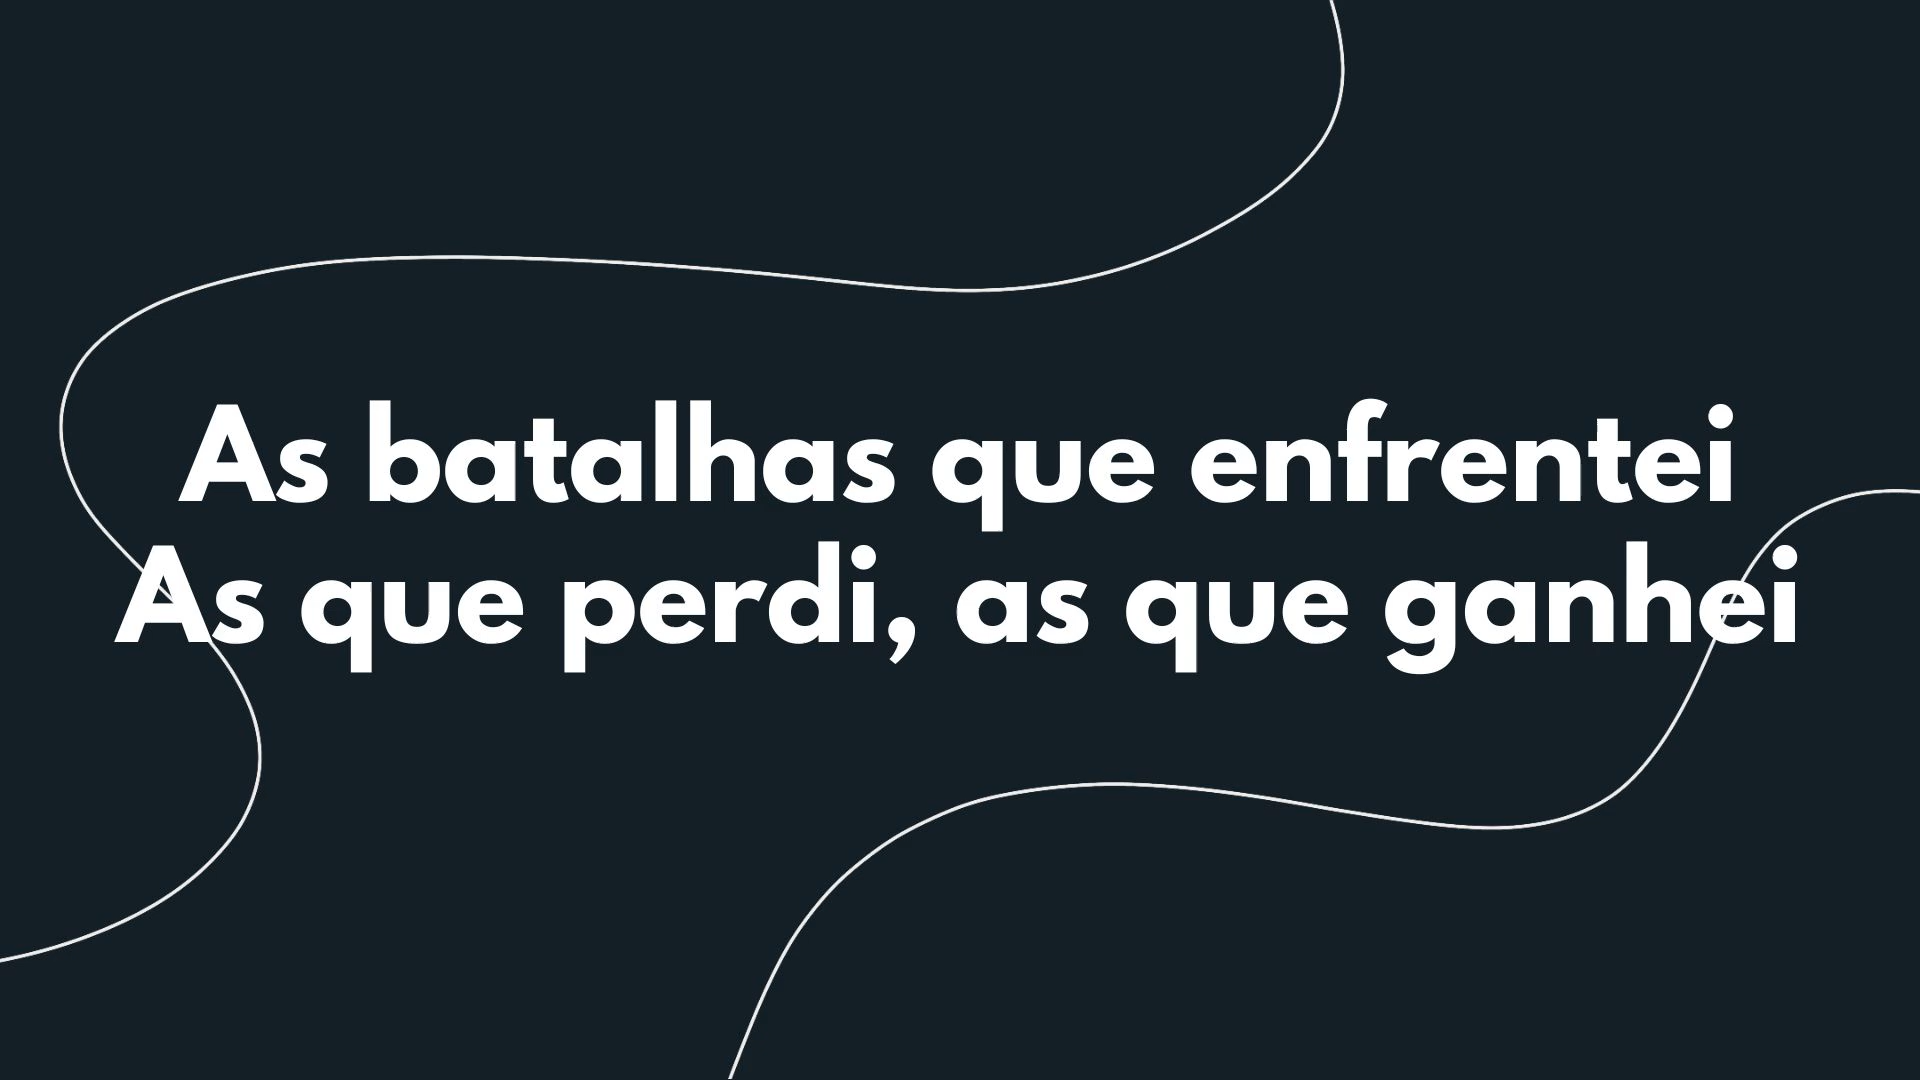 As batalhas que enfrentei
As que perdi, as que ganhei